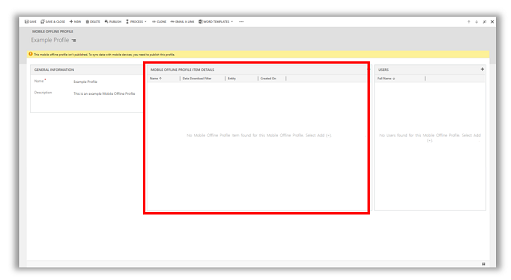 SAVE SAVE & CLOSE + NEW DELETE PUBLISH PROCESS CLONE EMAIL A LINK WORD TEMPLATES ...
MOBILE OFFLINE PROFILE
Example Profile
This mobile offline profile isn't published. To sync data with mobile devices, you need to publish this profile.
GENERAL INFORMATION
Name * Example Profile
Description This is an example Mobile Offline Profile
MOBILE OFFLINE PROFILE ITEM DETAILS
Name Data Download Filter Entity Created On
No Mobile Offline Profile Item found for this Mobile Offline Profile. Select Add (+).
USERS +
Full Name
No Users found for this Mobile Offline Profile. Select Add
(+).